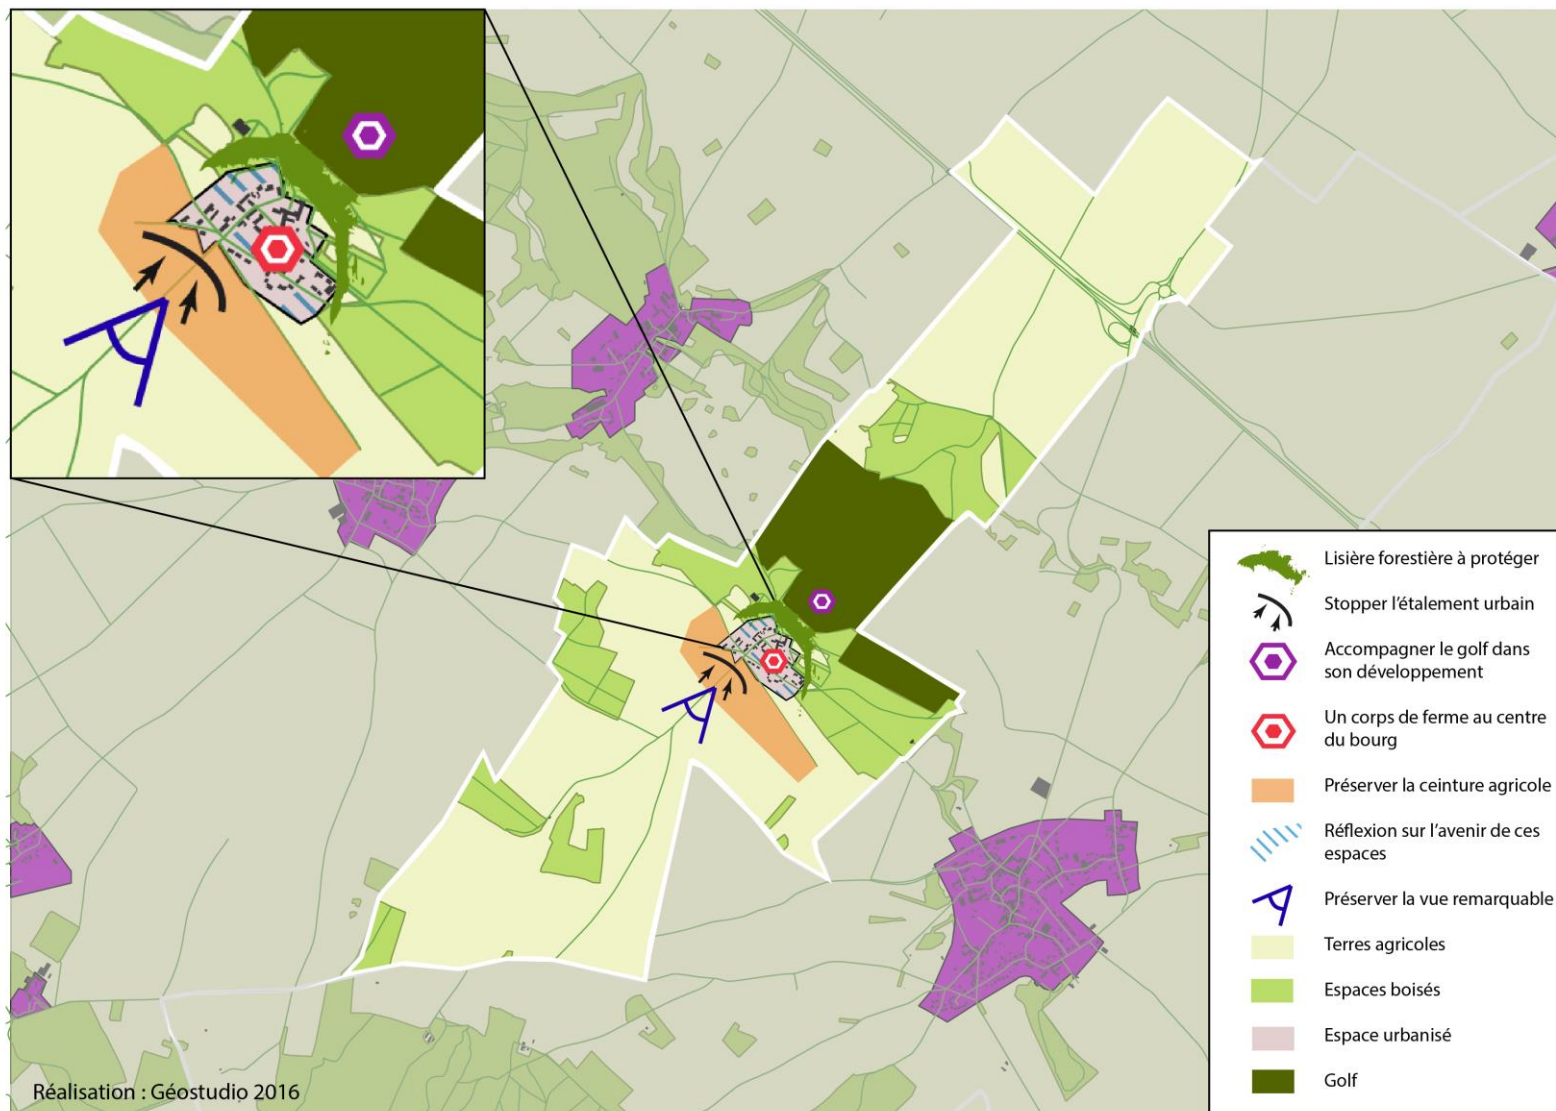 Lisière forestière à protéger
Stopper l’étalement urbain
Accompagner le golf dans
son développement
Un corps de ferme au centre
du bourg
Préserver la ceinture agricole
Réflexion sur l’avenir de ces
espaces
Préserver la vue remarquable
Terres agricoles
Espaces boisés
Espace urbanisé
Golf
Réalisation : Géostudio 2016